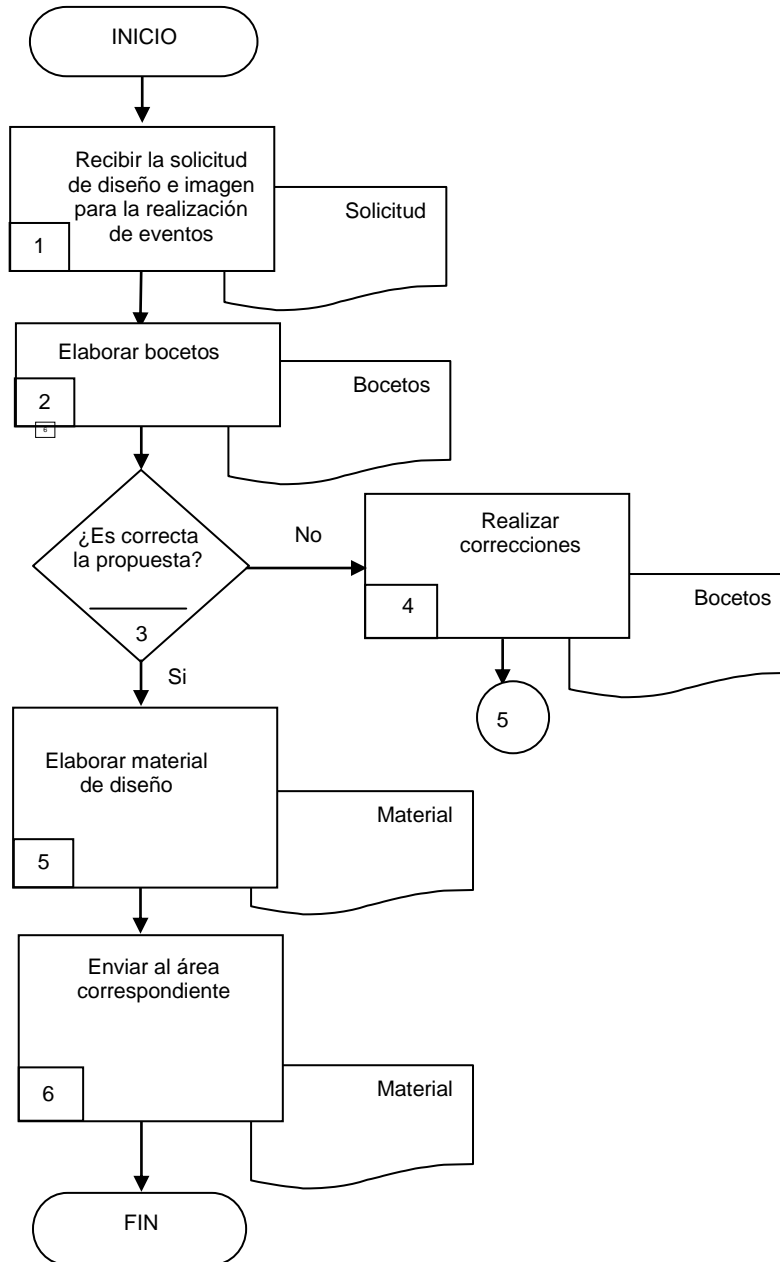 INICIO
Recibir la solicitud
de diseño e imagen
para la realización
de eventos
1
Solicitud
Elaborar bocetos
2
Bocetos
¿Es correcta
la propuesta?
3
No
Realizar
correcciones
4
Bocetos
5
Si
Elaborar material
de diseño
5
Material
Enviar al área
correspondiente
6
Material
FIN